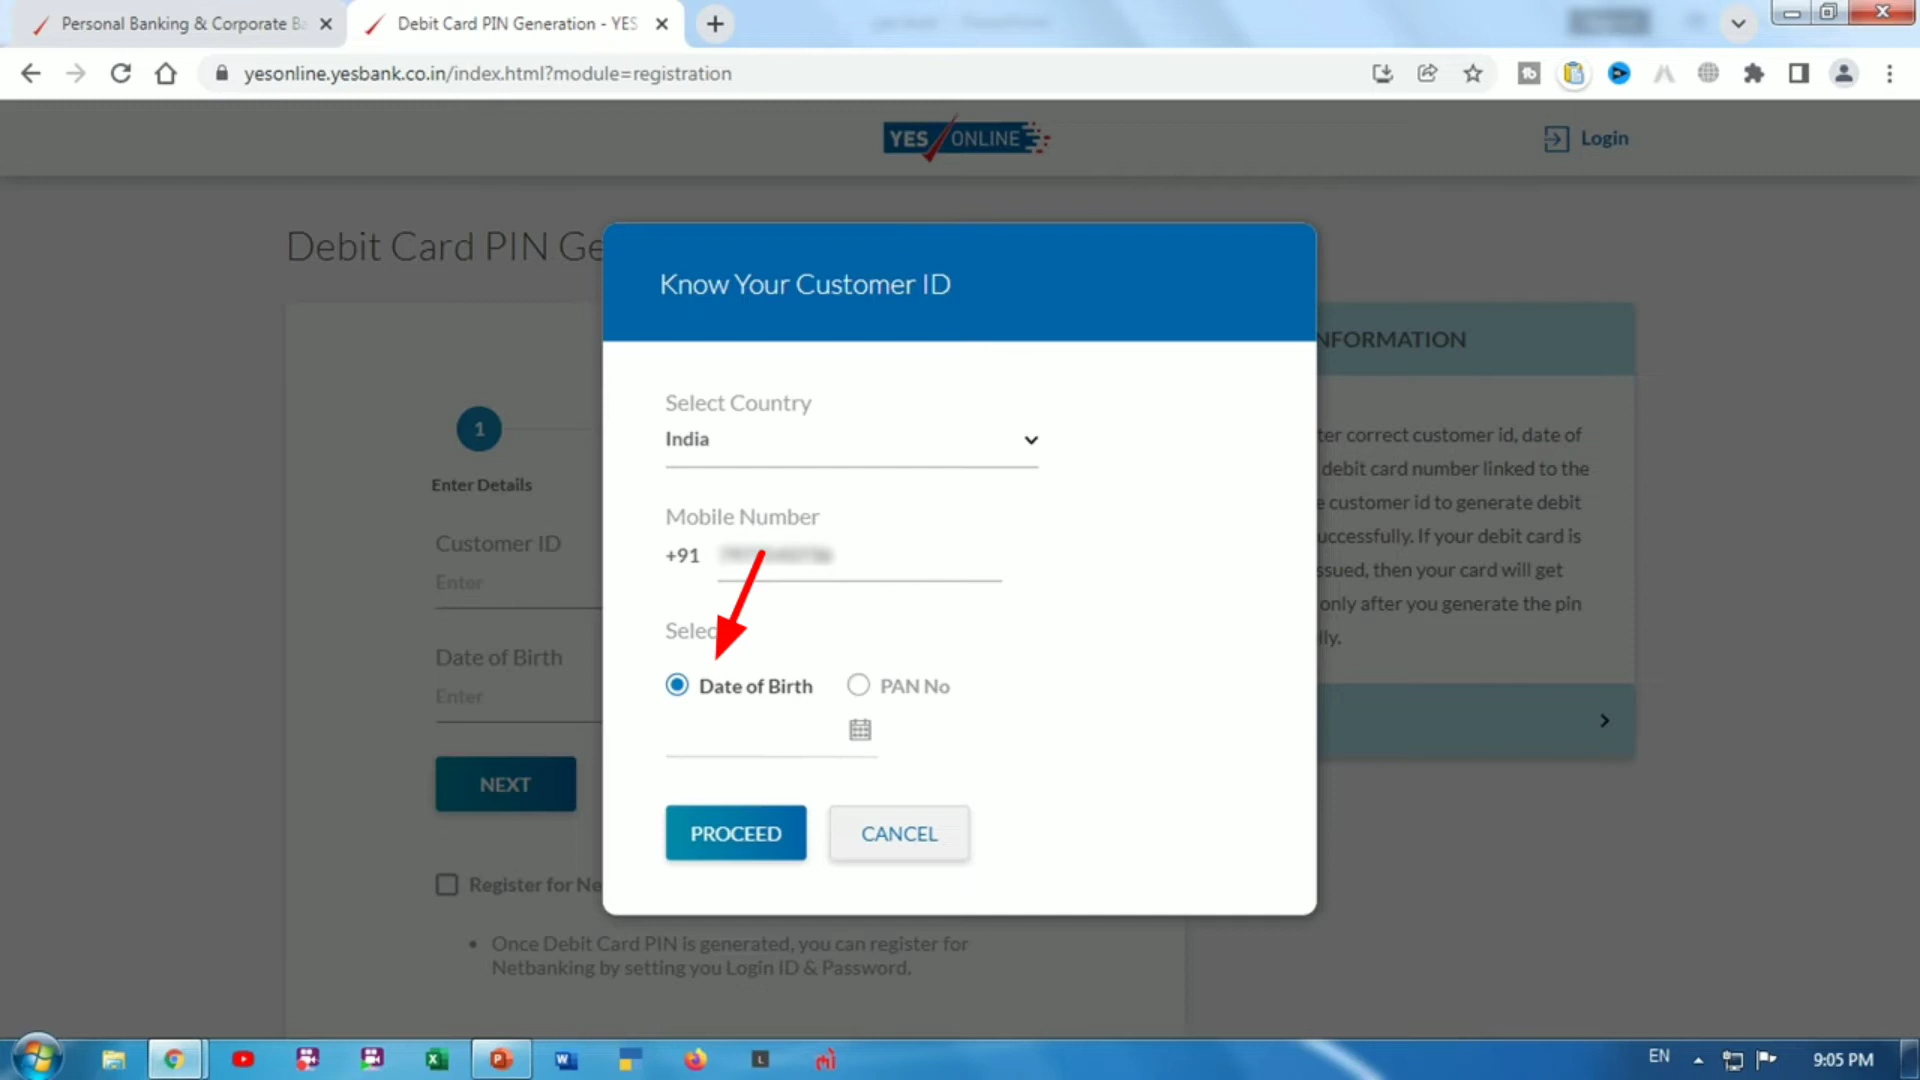 Personal Banking & Corporate Ba
Debit Card PIN Generation - YES
yesonline.yesbank.co.in/index.html?module=registration
YES ONLINE
Login
Debit Card PIN Ge
Know Your Customer ID
INFORMATION
Select Country
India
1
Enter Details
ter correct customer id, date of
debit card number linked to the
e customer id to generate debit
uccessfully. If your debit card is
ssued, then your card will get
only after you generate the pin
lly.
Mobile Number
+91
Customer ID
Enter
Selec
Date of Birth
Enter
Date of Birth
PAN No
NEXT
PROCEED
CANCEL
Register for Ne
• Once Debit Card PIN is generated, you can register for
Netbanking by setting you Login ID & Password.
EN
9:05 PM